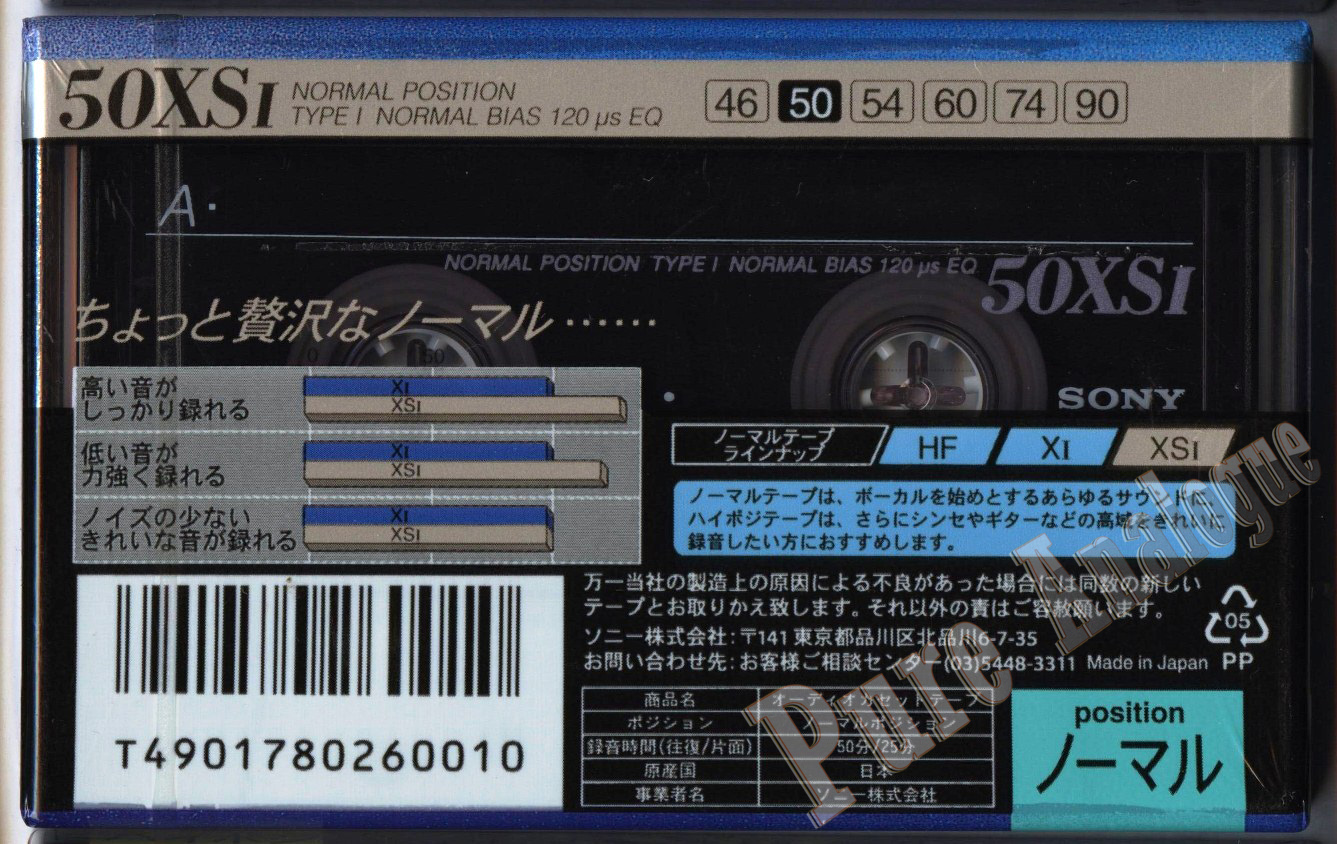 50XSI
NORMAL POSITION
TYPE I NORMAL BIAS 120 µs EQ
46 50 54 60 74 90
A·
NORMAL POSITION TYPE I NORMAL BIAS 120 µs EQ 50XSI
ちょっと贅沢なノーマル……
0 50
高い音が
しっかり録れる
XI
XSI
低い音が
力強く録れる
XI
XSI
ノイズの少ない
きれいな音が録れる
XI
XSI
SONY
ノーマルテープ
ラインナップ
HF XI XSI
ノーマルテープは、ボーカルを始めとするあらゆるサウンドに、
ハイポジテープは、さらにシンセやギターなどの高域をきれいに
録音したい方におすすめします。
万一当社の製造上の原因による不良があった場合には同数の新しい
テープとお取りかえ致します。それ以外の責はご容赦願います。
ソニー株式会社:〒141 東京都品川区北品川6-7-35
お問い合わせ先:お客様ご相談センター(03)5448-3311 Made in Japan
05
PP
T4901780260010
商品名 オーディオカセットテープ
ポジション ノーマルポジション
録音時間(往復/片面) 50分/25分
原産国 日本
事業者名 ソニー株式会社
position
ノーマル
Pure Analogue